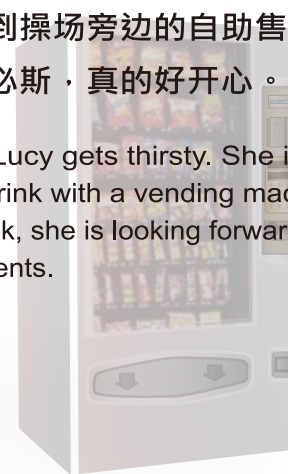 到操场旁边的自助售
必斯，真的好开心。
Lucy gets thirsty. She i
rink with a vending mac
k, she is looking forwar
ents.